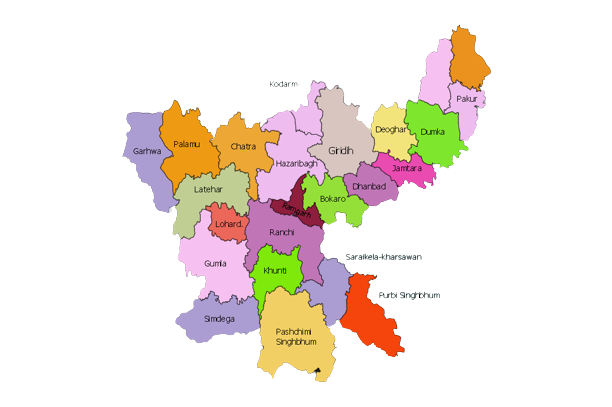 Kodarm
Pakur
Deoghar
Dumka
Garhwa
Palamu
Chatra
Giridih
Hazaribagh
Jamtara
Latehar
Dhanbad
Bokaro
Ramgarh
Lohard.
Ranchi
Saraikela-kharsawan
Gumla
Khunti
Purbi Singhbhum
Simdega
Pashchimi
Singhbhum